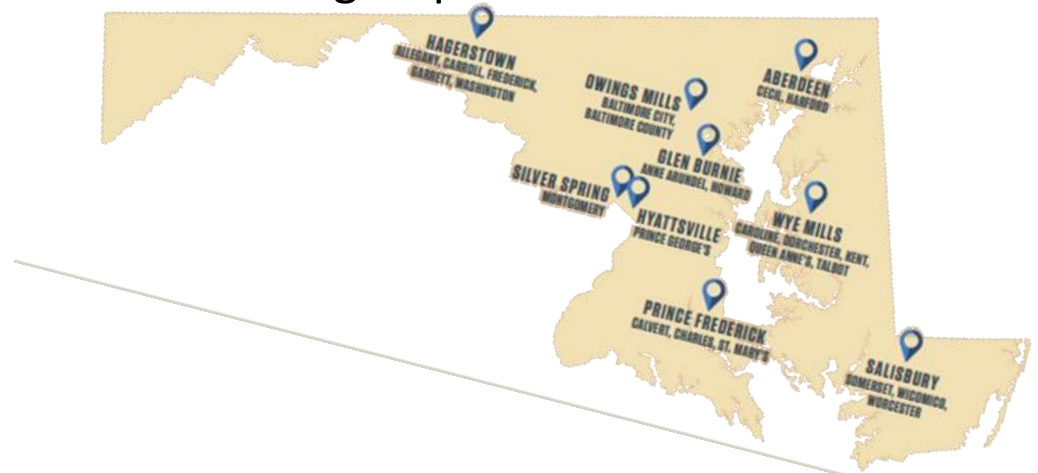 HAGERSTOWN
ALLEGANY, CARROLL, FREDERICK,
GARRETT, WASHINGTON
ABERDEEN
CECIL, HARFORD
OWINGS MILLS
BALTIMORE CITY,
BALTIMORE COUNTY
GLEN BURNIE
ANNE ARUNDEL, HOWARD
SILVER SPRING
MONTGOMERY
HYATTSVILLE
PRINCE GEORGE'S
WYE MILLS
CAROLINE, DORCHESTER, KENT,
QUEEN ANNE'S, TALBOT
PRINCE FREDERICK
CALVERT, CHARLES, ST. MARY'S
SALISBURY
SOMERSET, WICOMICO,
WORCESTER